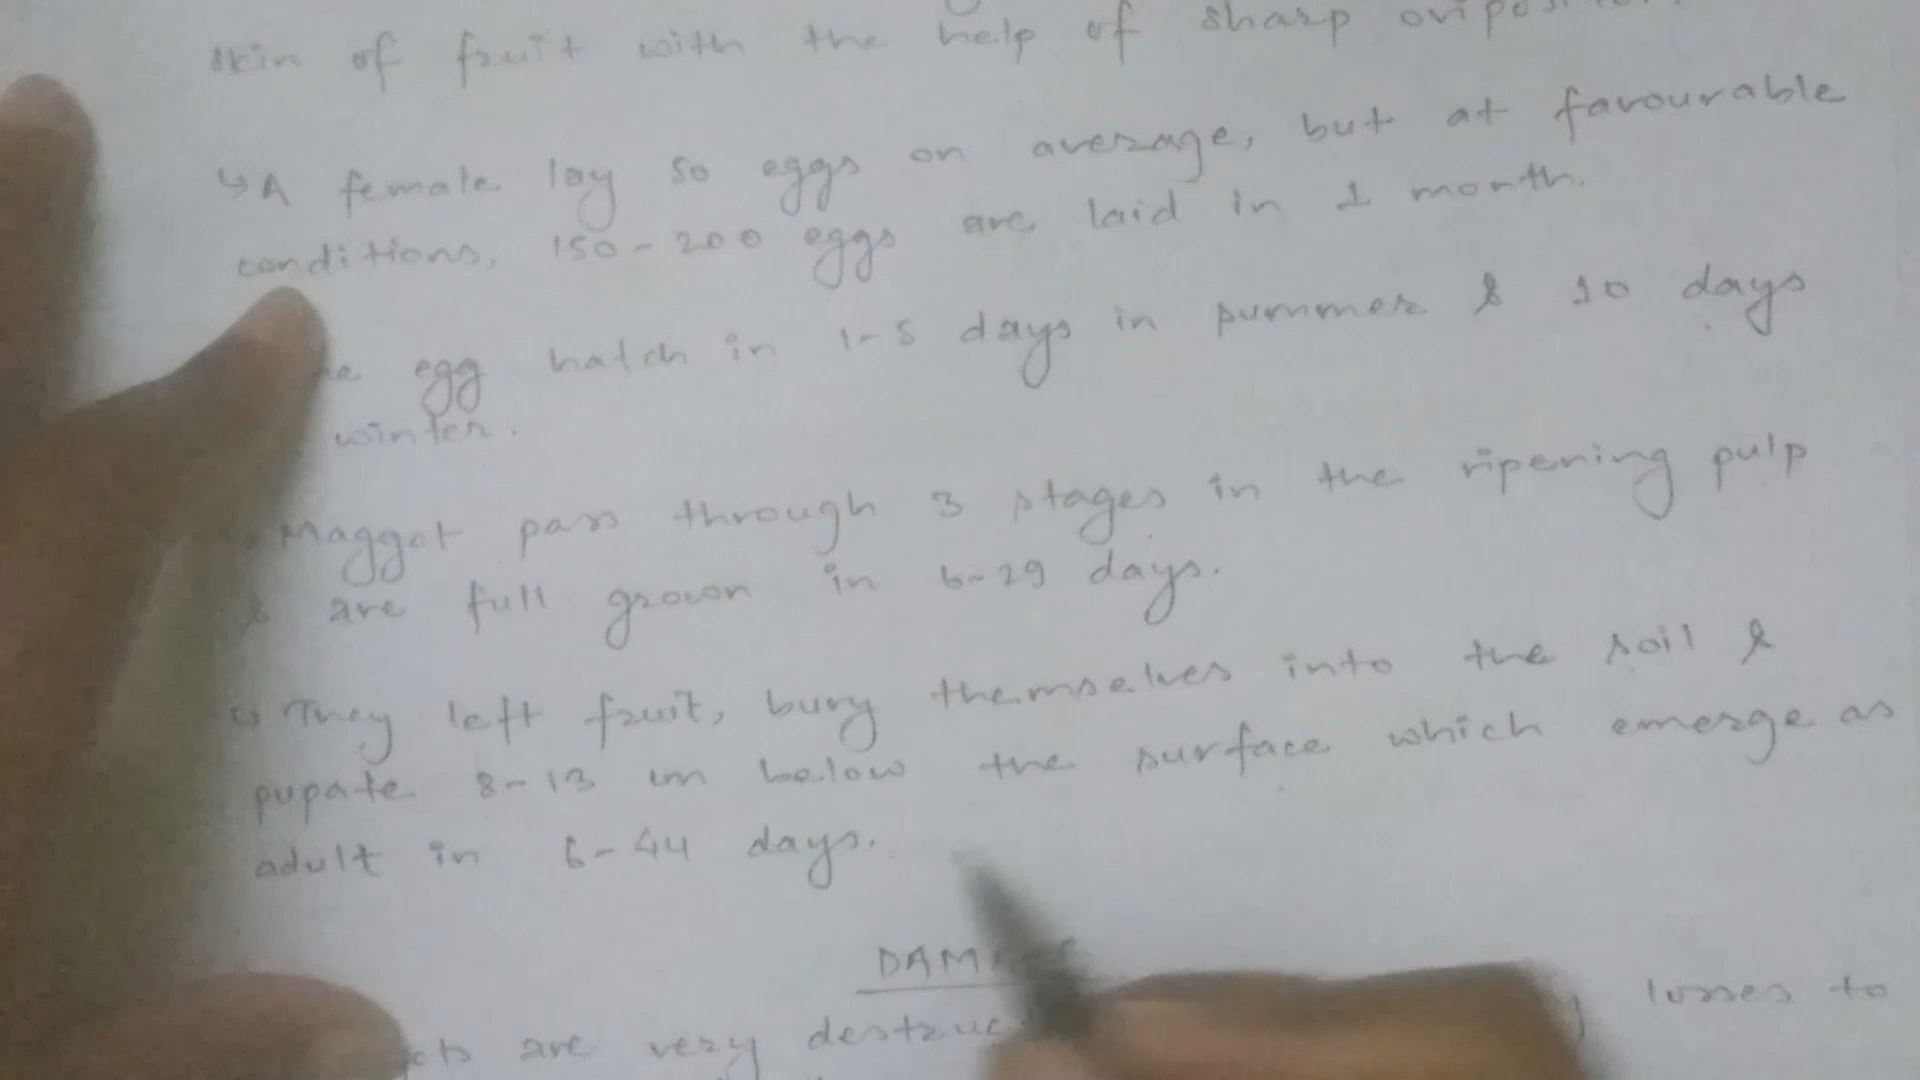 skin of fruit with the help of sharp
↳ A female lay 50 eggs on average, but at favourable
conditions, 150-200 eggs are laid in 1 month.
egg hatch in 1-5 days in summer & 10 days
winter.
Maggot pass through 3 stages in the ripening pulp
& are full grown in 6-29 days.
↳ They left fruit, bury themselves into the soil &
pupate 8-13 cm below the surface which emerge as
adult in 6-44 days.
DAM
are very destruc losses to